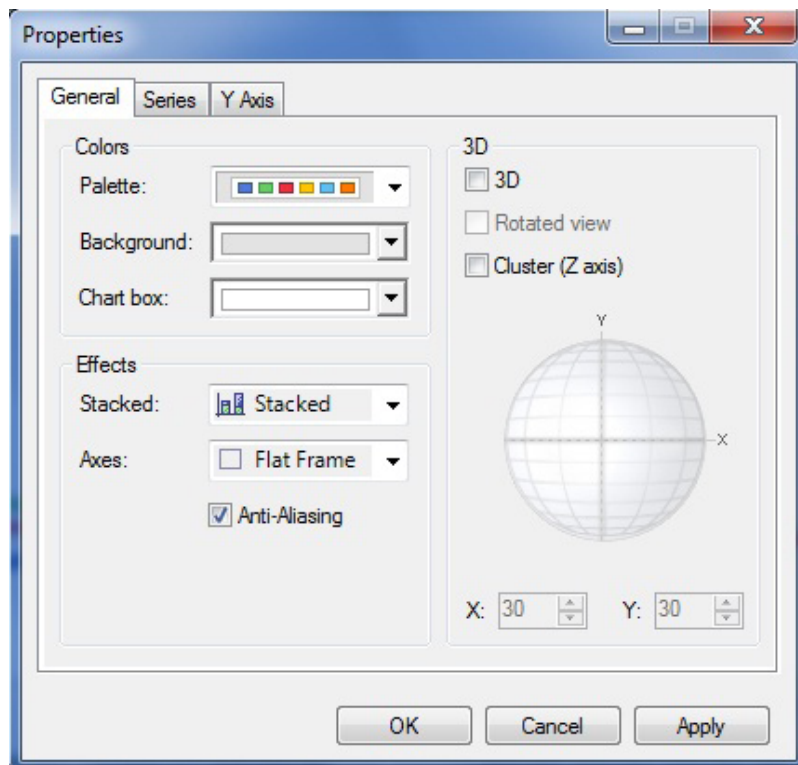 Properties
General Series Y Axis
Colors
Palette:
Background:
Chart box:
Effects
Stacked: Stacked
Axes: Flat Frame
Anti-Aliasing
3D
3D
Rotated view
Cluster (Z axis)
Y
X
X: 30 Y: 30
OK Cancel Apply